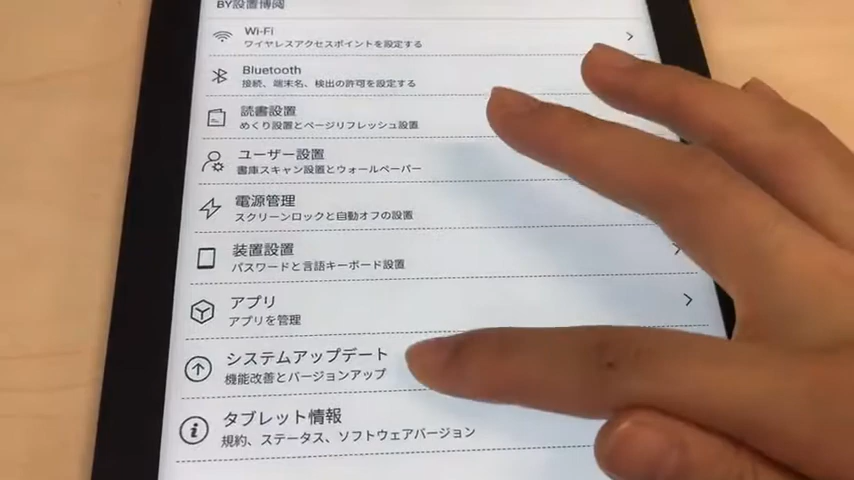 BY設置博阅
Wi-Fi
ワイヤレスアクセスポイントを設定する
Bluetooth
接続、端末名、検出の許可を設定する
読書設置
めくり設置とページリフレッシュ設置
ユーザー設置
書庫スキャン設置とウォールペーパー
電源管理
スクリーンロックと自動オフの設置
装置設置
パスワードと言語キーボードの設置
アプリ
アプリを管理
システムアップデート
機能改善とバージョンアップ
タブレット情報
規約、ステータス、ソフトウェアバージョン